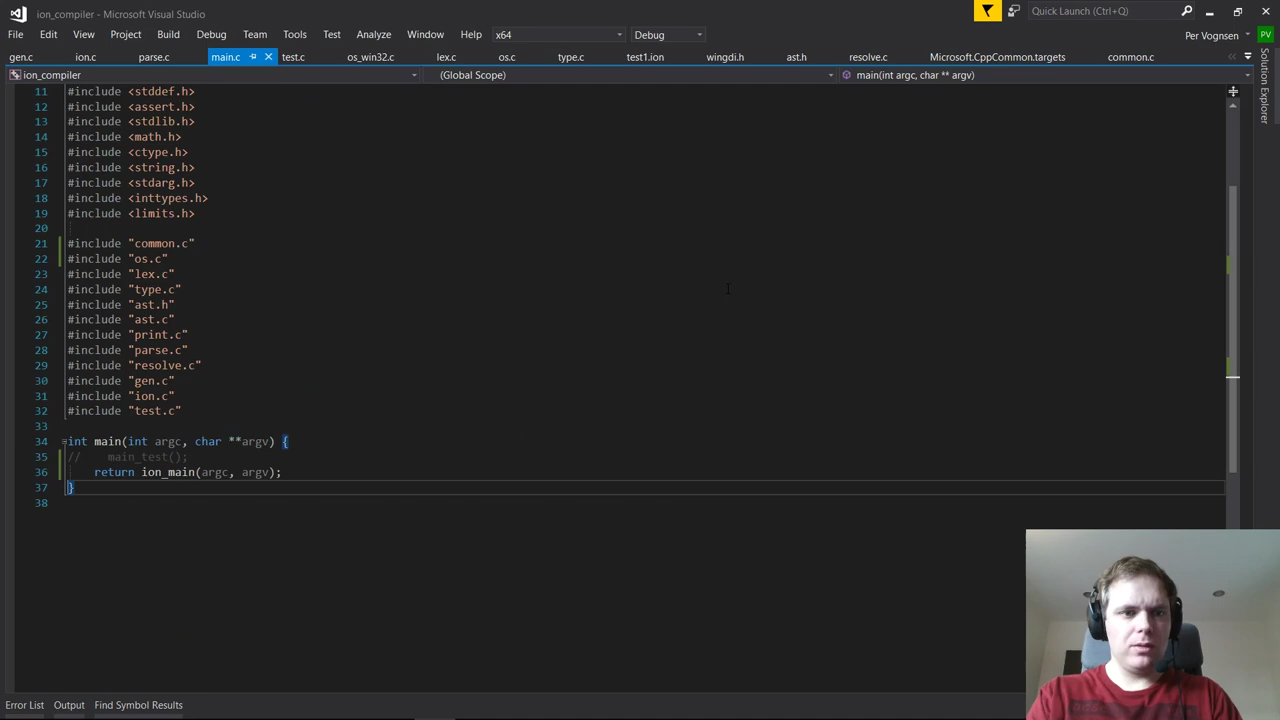 ion_compiler - Microsoft Visual Studio
Quick Launch (Ctrl+Q)
File Edit View Project Build Debug Team Tools Test Analyze Window Help x64 Debug Per Vognsen PV
gen.c ion.c parse.c main.c test.c os_win32.c lex.c os.c type.c test1.ion wingdi.h ast.h resolve.c Microsoft.CppCommon.targets common.c
ion_compiler (Global Scope) main(int argc, char ** argv)
Solution Explorer
11 #include <stddef.h>
12 #include <assert.h>
13 #include <stdlib.h>
14 #include <math.h>
15 #include <ctype.h>
16 #include <string.h>
17 #include <stdarg.h>
18 #include <inttypes.h>
19 #include <limits.h>
20
21 #include "common.c"
22 #include "os.c"
23 #include "lex.c"
24 #include "type.c"
25 #include "ast.h"
26 #include "ast.c"
27 #include "print.c"
28 #include "parse.c"
29 #include "resolve.c"
30 #include "gen.c"
31 #include "ion.c"
32 #include "test.c"
33
34 int main(int argc, char **argv) {
35 //    main_test();
36     return ion_main(argc, argv);
37 }
38
Error List Output Find Symbol Results